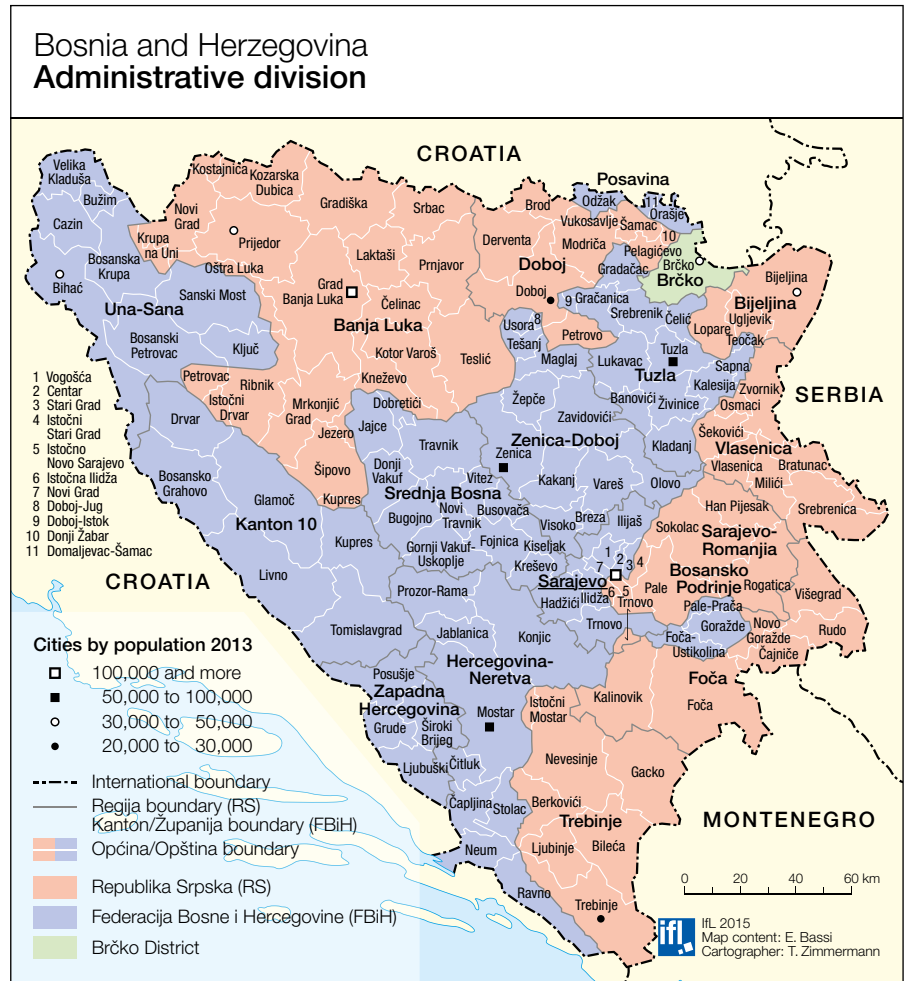 Bosnia and Herzegovina
Administrative division
CROATIA
Posavina
Velika
Kladuša
Bužim
Cazin
Bihać
Bosanska
Krupa
Una-Sana
Sanski Most
Bosanski
Petrovac
Ključ
Kostajnica
Kozarska
Dubica
Novi
Grad
Krupa
na Uni
Prijedor
Oštra Luka
Gradiška
Srbac
Laktaši
Prnjavor
Grad
Banja Luka
Čelinac
Banja Luka
Kotor Varoš
Teslić
Kneževo
Petrovac
Ribnik
Istočni
Drvar
Mrkonjić
Grad
Jezero
Šipovo
Kupres
Brod
Derventa
Vukosavlje
Modriča
Doboj
Doboj
Odžak
11
Orašje
Šamac
10
Pelagićevo
Gradačac
Brčko
Brčko
Bijeljina
Bijeljina
Ugljevik
Lopare
Teočak
9
Gračanica
8
Usora
Tešanj
Petrovo
Srebrenik
Čelić
Maglaj
Lukavac
Tuzla
Tuzla
Sapna
Kalesija
Zvornik
Banovići
Živinice
Osmaci
SERBIA
Žepče
Zavidovići
Zenica-Doboj
Zenica
Kladanj
Šekovići
Vlasenica
Vlasenica
Bratunac
Milići
Srebrenica
Drvar
Dobretići
Jajce
Travnik
Donji
Vakuf
Vitez
Srednja Bosna
Bugojno
Novi
Travnik
Busovača
Kakanj
Vareš
Olovo
Han Pijesak
Bosansko
Grahovo
Glamoč
Kanton 10
Kupres
Livno
Tomislavgrad
Gornji Vakuf-
Uskoplje
Fojnica
Kiseljak
Visoko
Breza
Ilijaš
Kreševo
Sokolac
Sarajevo-
Romanjia
Bosansko
Podrinje
Rogatica
Višegrad
1
2
3
4
7
Sarajevo
Hadžići
Ilidža
6
5
Trnovo
Pale
Trnovo
Pale-Prača
Goražde
Novo
Goražde
Rudo
Foča-
Ustikolina
Čajniče
Prozor-Rama
Jablanica
Konjic
Hercegovina-
Neretva
Foča
Foča
Kalinovik
Posušje
Zapadna
Hercegovina
Grude
Široki
Brijeg
Mostar
Istočni
Mostar
Nevesinje
Gacko
Ljubuški
Čitluk
Čapljina
Stolac
Berkovići
Trebinje
Ljubinje
Bileća
MONTENEGRO
Neum
Ravno
Trebinje
1 Vogošća
2 Centar
3 Stari Grad
4 Istočni
Stari Grad
5 Istočno
Novo Sarajevo
6 Istočna Ilidža
7 Novi Grad
8 Doboj-Jug
9 Doboj-Istok
10 Donji Žabar
11 Domaljevac-Šamac
CROATIA
Cities by population 2013
100,000 and more
50,000 to 100,000
30,000 to 50,000
20,000 to 30,000
International boundary
Regija boundary (RS)
Kanton/Županija boundary (FBiH)
Općina/Opština boundary
Republika Srpska (RS)
Federacija Bosne i Hercegovine (FBiH)
Brčko District
0 20 40 60 km
ifl
IfL 2015
Map content: E. Bassi
Cartographer: T. Zimmermann